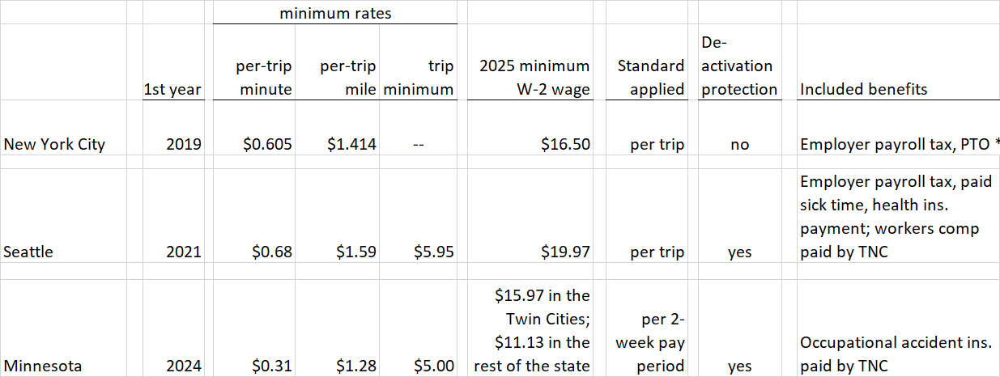 minimum rates
1st year per-trip minute per-trip mile trip minimum 2025 minimum W-2 wage Standard applied De-activation protection Included benefits
New York City 2019 $0.605 $1.414 -- $16.50 per trip no Employer payroll tax, PTO *
Seattle 2021 $0.68 $1.59 $5.95 $19.97 per trip yes Employer payroll tax, paid sick time, health ins. payment; workers comp paid by TNC
Minnesota 2024 $0.31 $1.28 $5.00 $15.97 in the Twin Cities; $11.13 in the rest of the state per 2-week pay period yes Occupational accident ins. paid by TNC